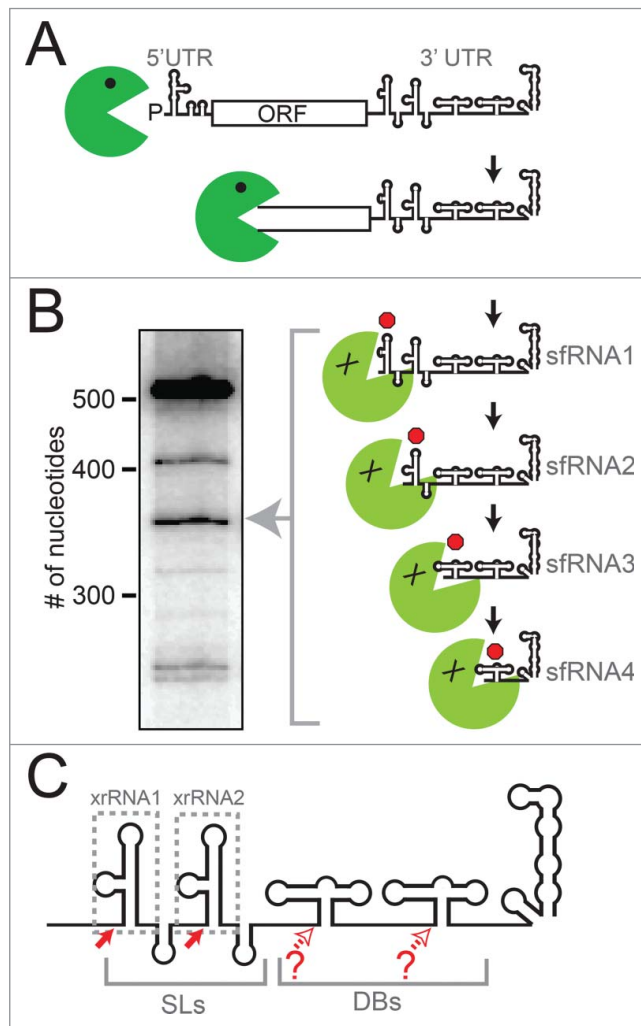 A
5'UTR
3' UTR
P
ORF
B
# of nucleotides
500
400
300
sfRNA1
sfRNA2
sfRNA3
sfRNA4
C
xrRNA1
xrRNA2
?
?
SLs
DBs